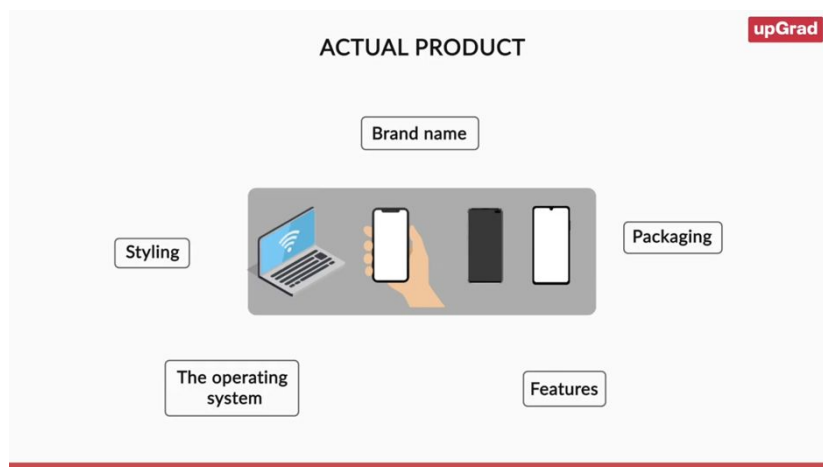 upGrad
ACTUAL PRODUCT
Brand name
Styling
Packaging
The operating
system
Features